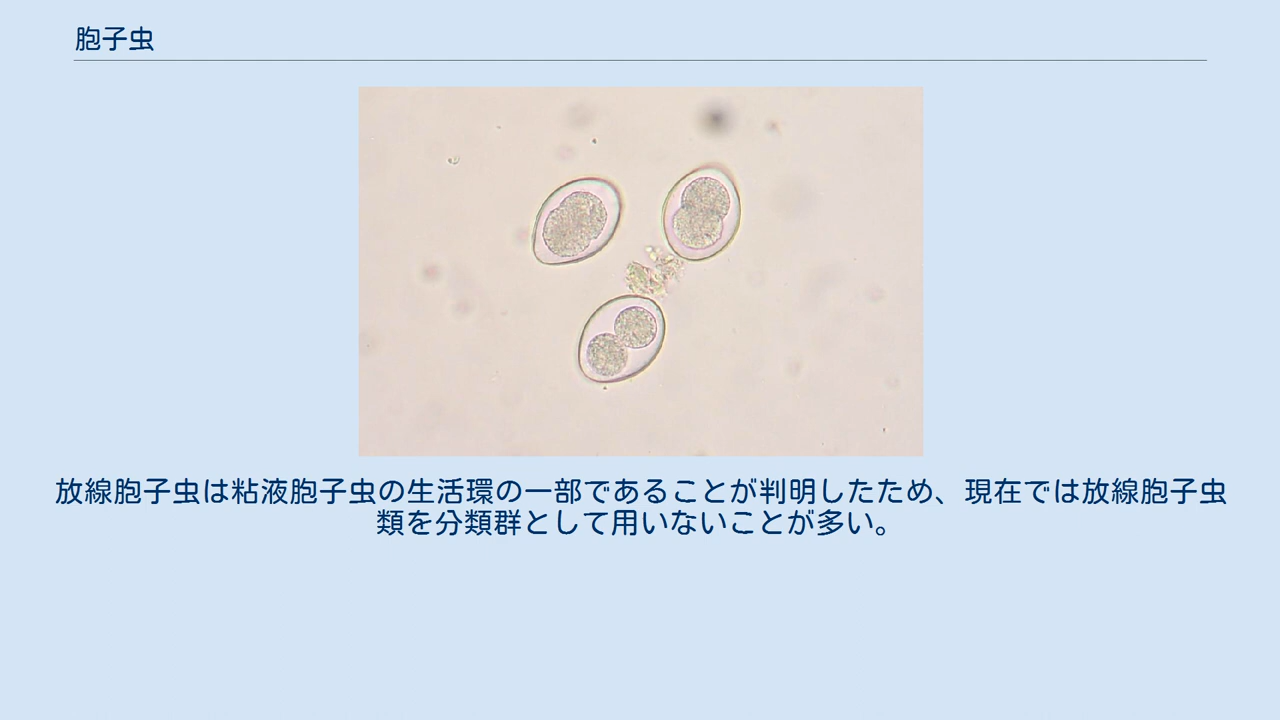 胞子虫
放線胞子虫は粘液胞子虫の生活環の一部であることが判明したため、現在では放線胞子虫
類を分類群として用いないことが多い。